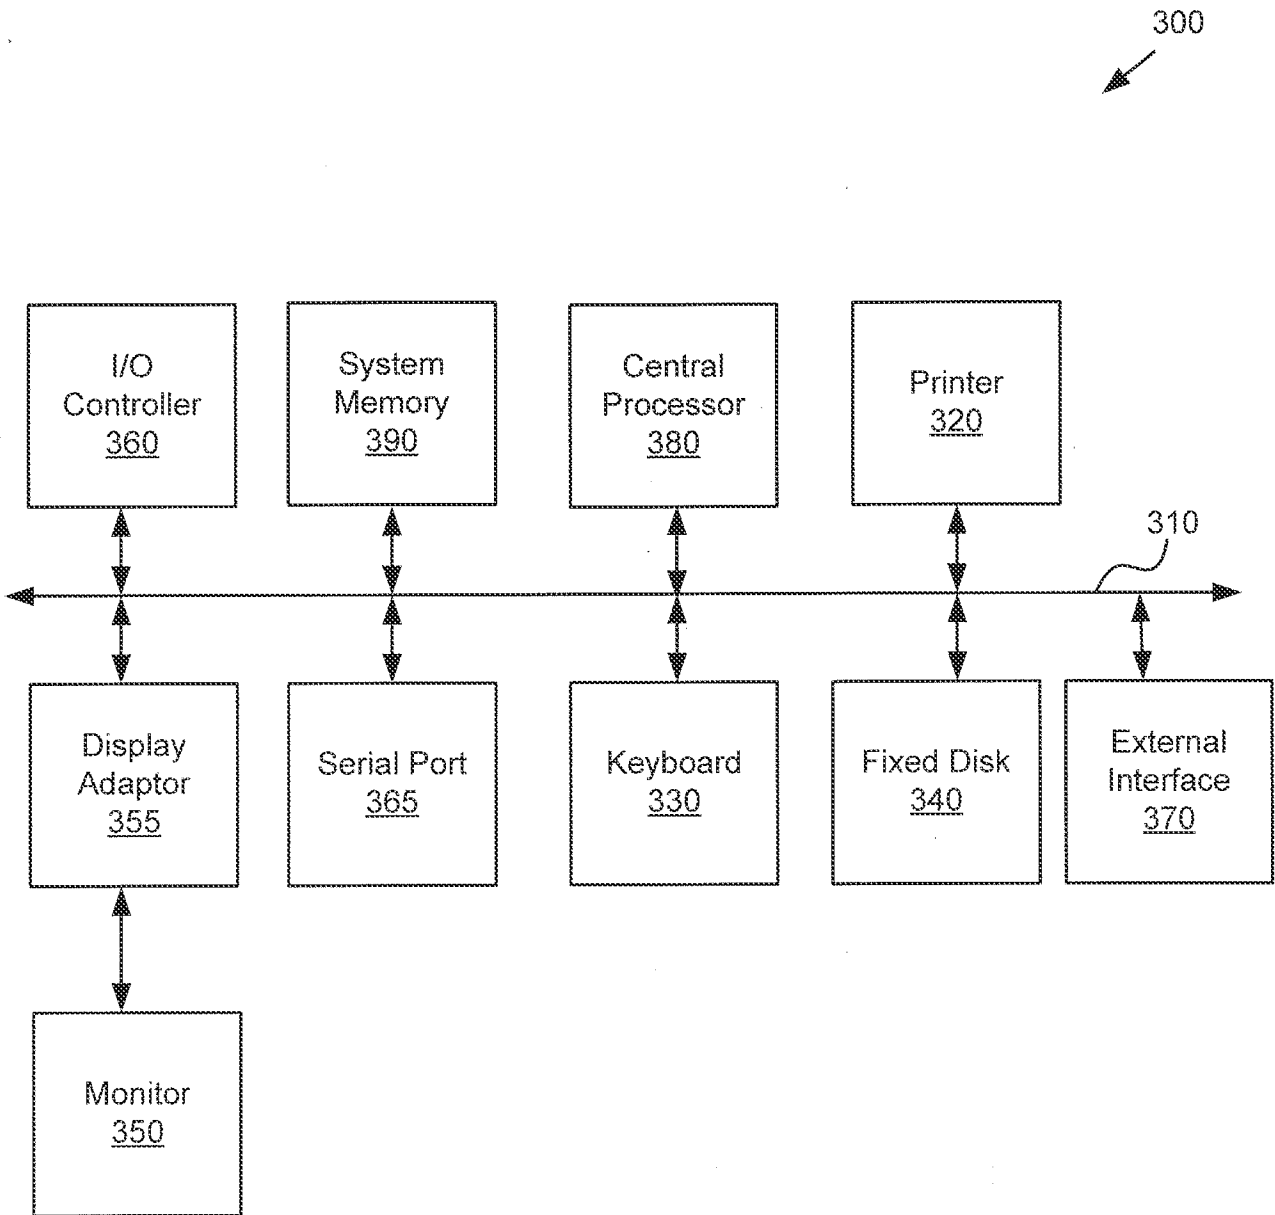 300
I/O
Controller
360
System
Memory
390
Central
Processor
380
Printer
320
310
Display
Adaptor
355
Serial Port
365
Keyboard
330
Fixed Disk
340
External
Interface
370
Monitor
350